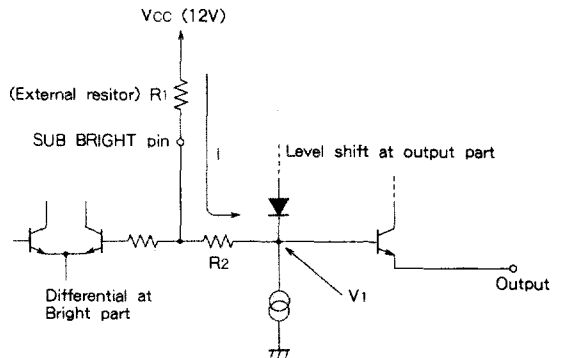 VCC (12V)
(External resitor) R1
SUB BRIGHT pin
I
Level shift at output part
R2
V1
Output
Differential at
Bright part